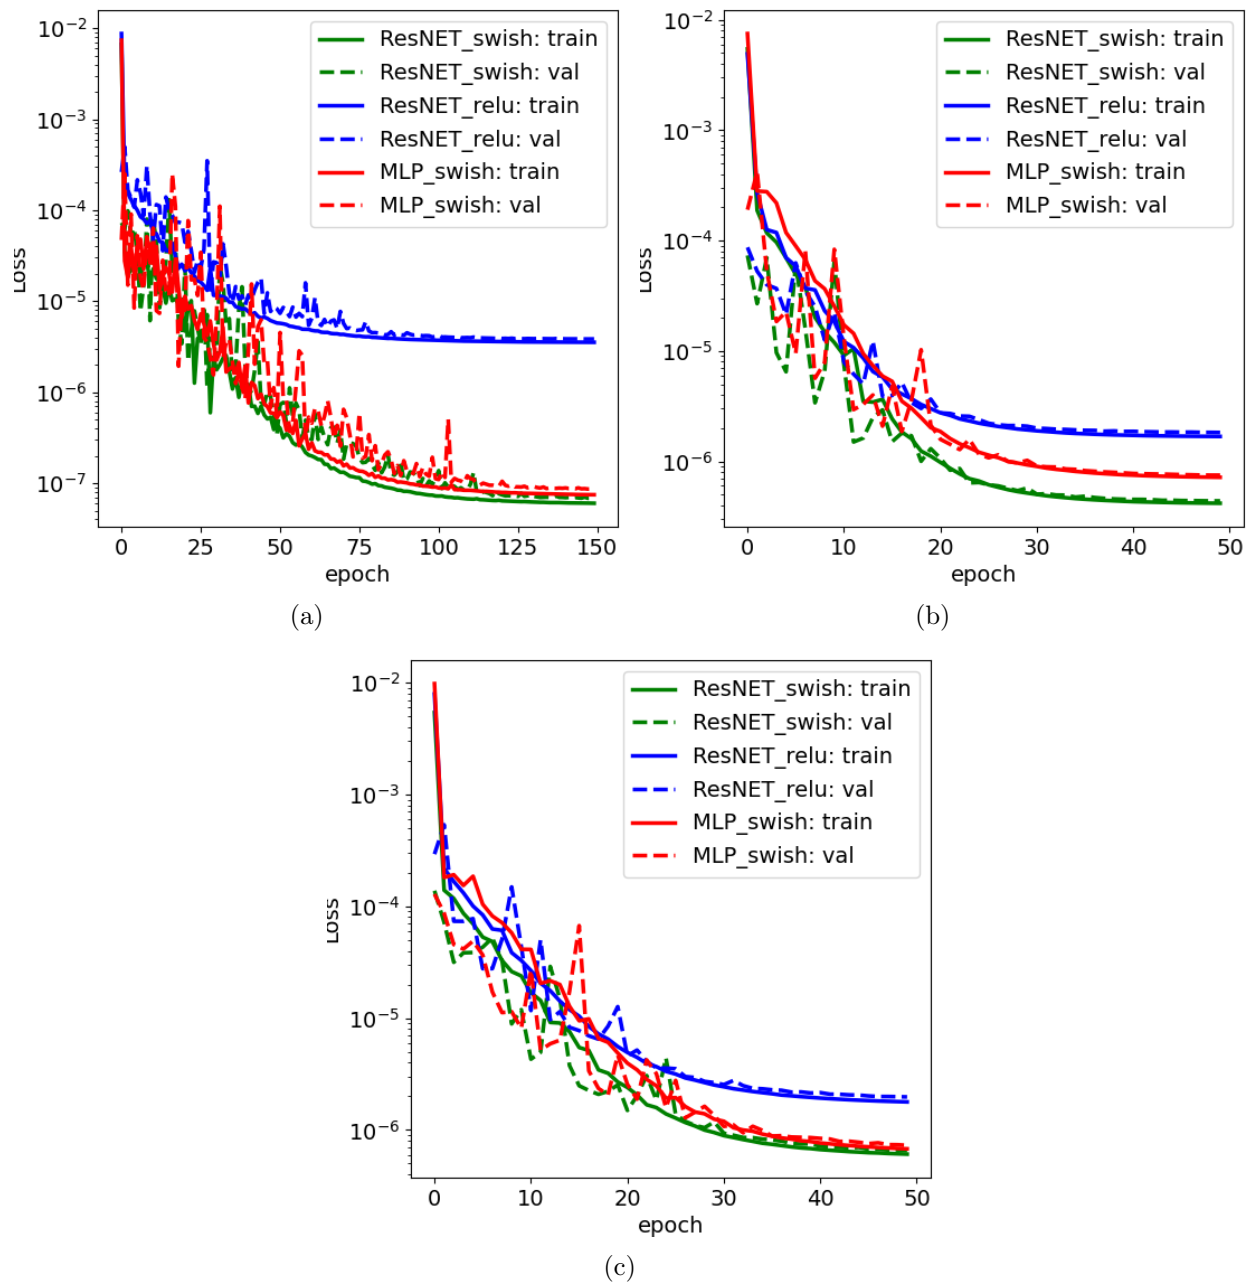 10⁻²
10⁻³
10⁻⁴
10⁻⁵
10⁻⁶
10⁻⁷
Loss
0 25 50 75 100 125 150
epoch
ResNET_swish: train
ResNET_swish: val
ResNET_relu: train
ResNET_relu: val
MLP_swish: train
MLP_swish: val
(a)
10⁻²
10⁻³
10⁻⁴
10⁻⁵
10⁻⁶
Loss
0 10 20 30 40 50
epoch
ResNET_swish: train
ResNET_swish: val
ResNET_relu: train
ResNET_relu: val
MLP_swish: train
MLP_swish: val
(b)
10⁻²
10⁻³
10⁻⁴
10⁻⁵
10⁻⁶
Loss
0 10 20 30 40 50
epoch
ResNET_swish: train
ResNET_swish: val
ResNET_relu: train
ResNET_relu: val
MLP_swish: train
MLP_swish: val
(c)